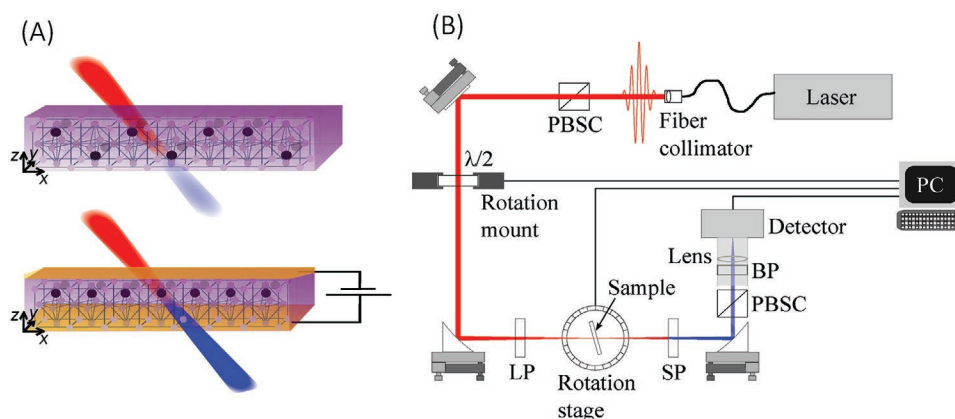 (A)
z
y
x
z
y
x
(B)
Laser
PBSC
Fiber
collimator
λ/2
Rotation
mount
PC
Detector
Lens
BP
PBSC
Sample
LP
Rotation
stage
SP